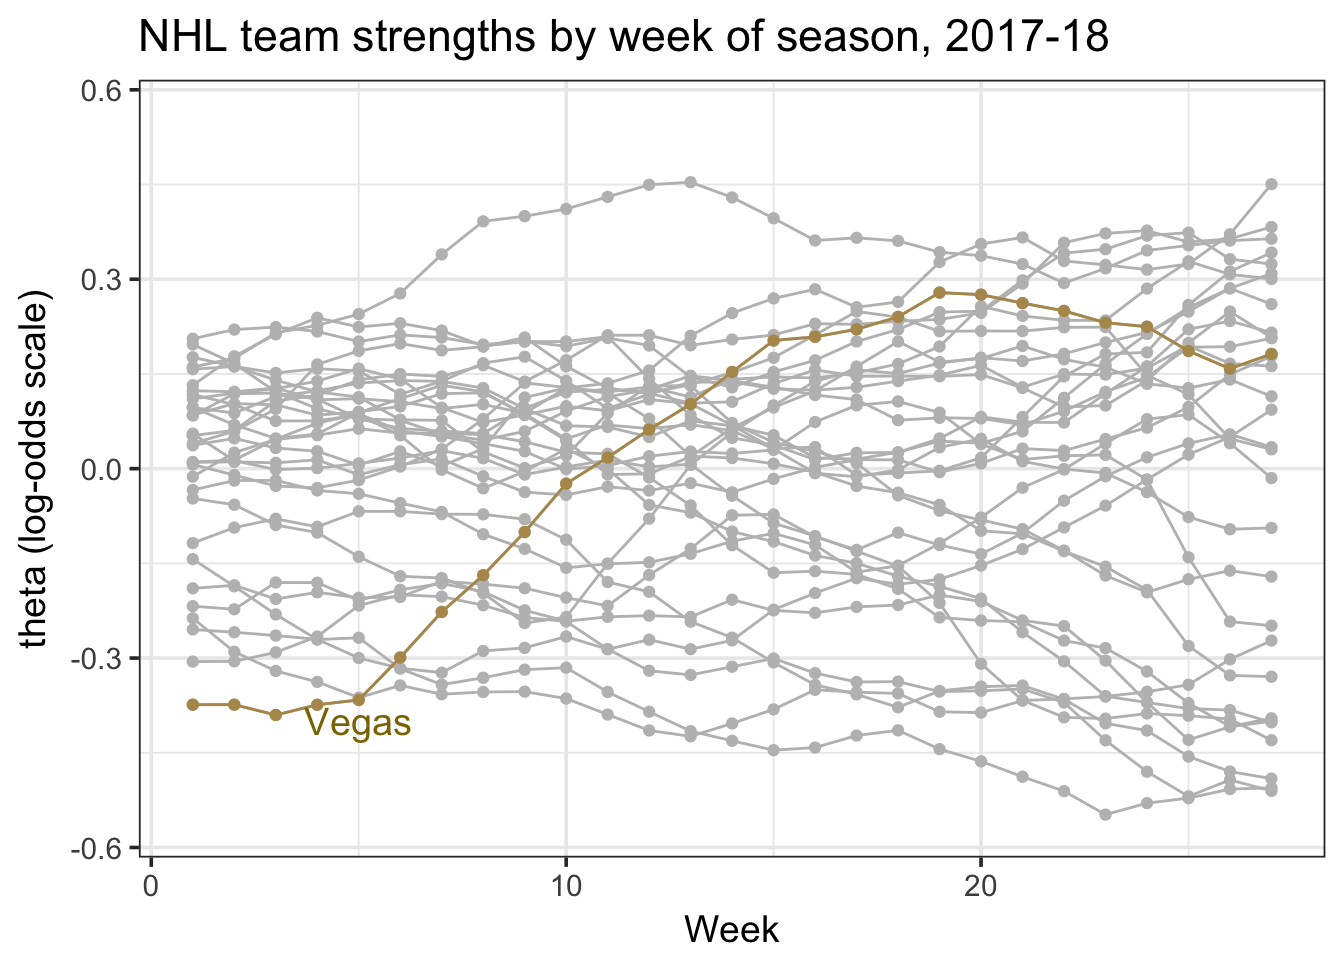 NHL team strengths by week of season, 2017-18
0.6
0.3
0.0
-0.3
-0.6
theta (log-odds scale)
Vegas
0
10
20
Week